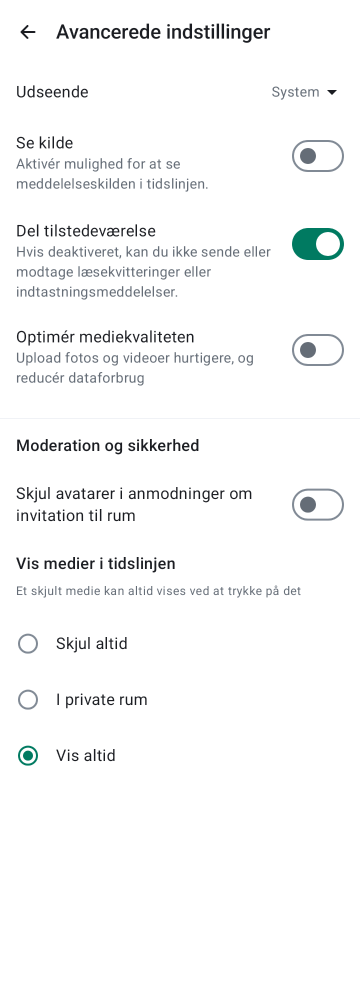 Avancerede indstillinger
Udseende
System
Se kilde
Aktivér mulighed for at se
meddelelseskilden i tidslinjen.
Del tilstedeværelse
Hvis deaktiveret, kan du ikke sende eller
modtage læsekvitteringer eller
indtastningsmeddelelser.
Optimér mediekvaliteten
Upload fotos og videoer hurtigere, og
reducér dataforbrug
Moderation og sikkerhed
Skjul avatarer i anmodninger om
invitation til rum
Vis medier i tidslinjen
Et skjult medie kan altid vises ved at trykke på det
Skjul altid
I private rum
Vis altid